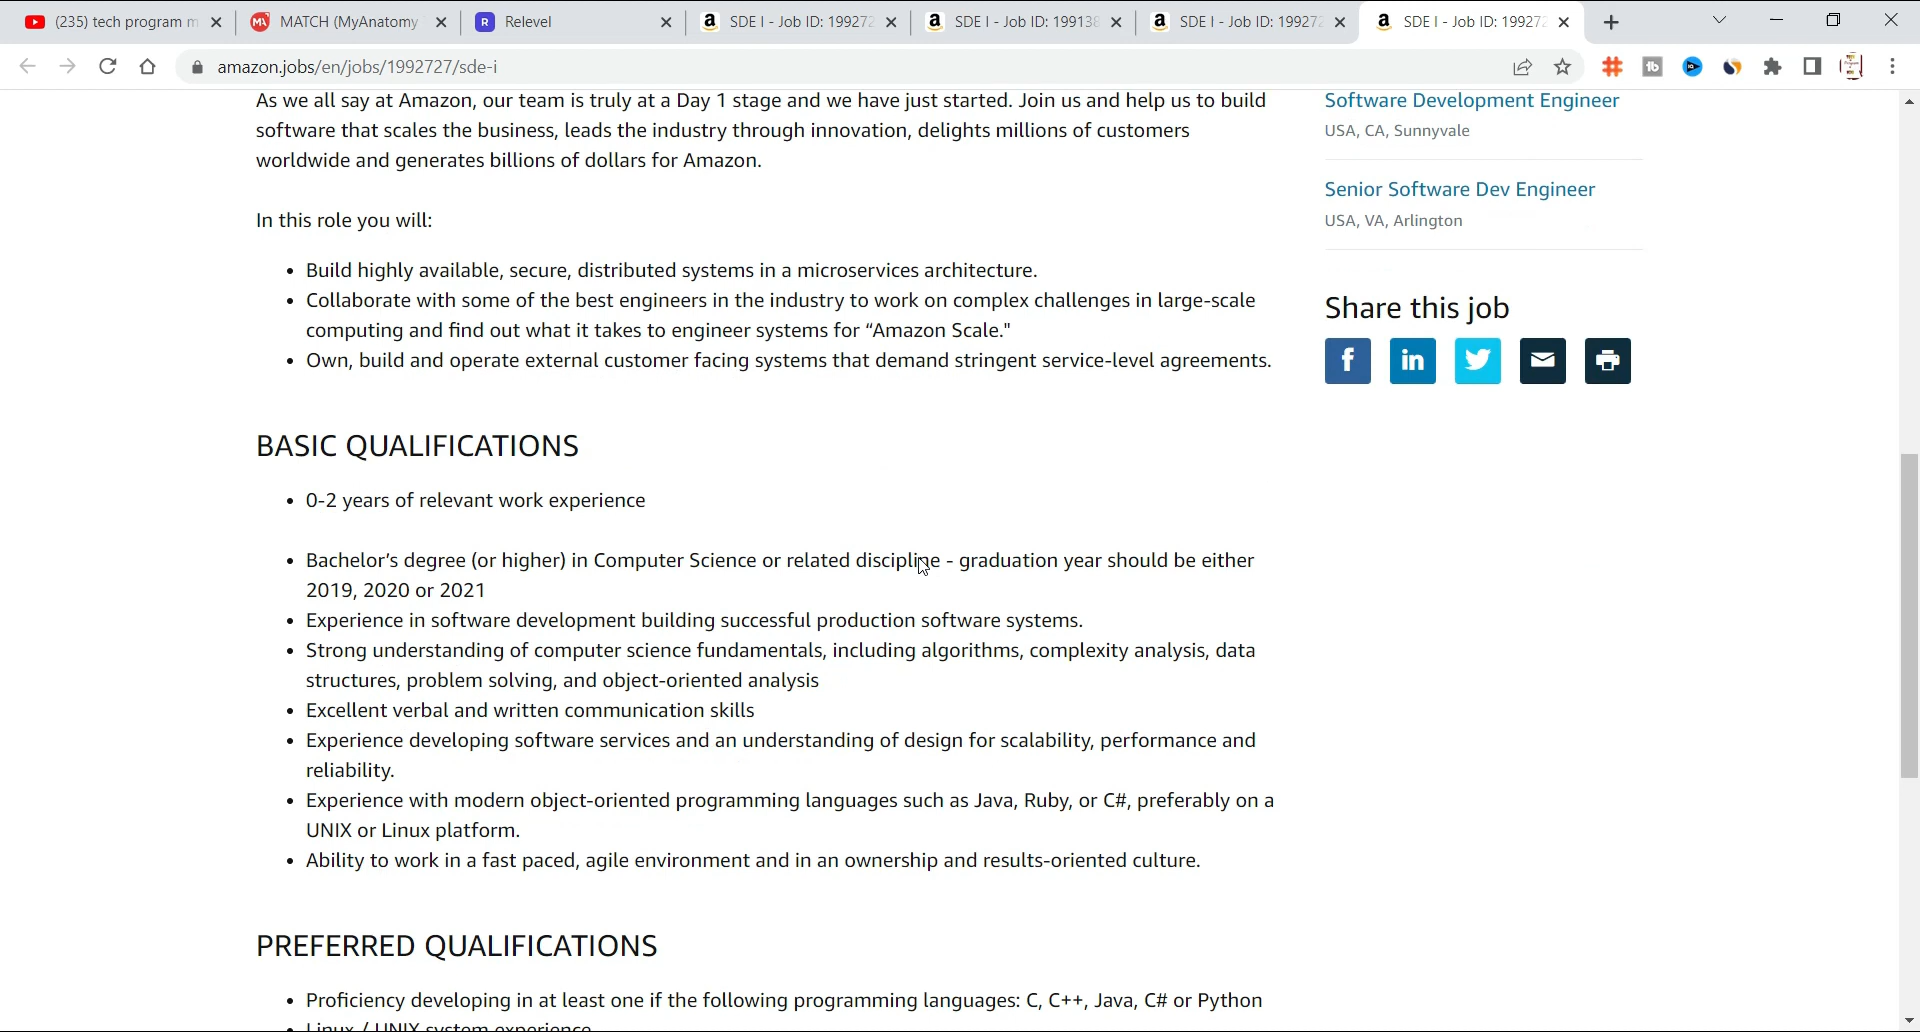 (235) tech program m
MATCH (MyAnatomy
Relevel
SDE I - Job ID: 19927
SDE I - Job ID: 19913
SDE I - Job ID: 19927
SDE I - Job ID: 19927
amazon.jobs/en/jobs/1992727/sde-i
As we all say at Amazon, our team is truly at a Day 1 stage and we have just started. Join us and help us to build
software that scales the business, leads the industry through innovation, delights millions of customers
worldwide and generates billions of dollars for Amazon.
In this role you will:
• Build highly available, secure, distributed systems in a microservices architecture.
• Collaborate with some of the best engineers in the industry to work on complex challenges in large-scale
computing and find out what it takes to engineer systems for “Amazon Scale."
• Own, build and operate external customer facing systems that demand stringent service-level agreements.
BASIC QUALIFICATIONS
• 0-2 years of relevant work experience
• Bachelor’s degree (or higher) in Computer Science or related discipline - graduation year should be either
2019, 2020 or 2021
• Experience in software development building successful production software systems.
• Strong understanding of computer science fundamentals, including algorithms, complexity analysis, data
structures, problem solving, and object-oriented analysis
• Excellent verbal and written communication skills
• Experience developing software services and an understanding of design for scalability, performance and
reliability.
• Experience with modern object-oriented programming languages such as Java, Ruby, or C#, preferably on a
UNIX or Linux platform.
• Ability to work in a fast paced, agile environment and in an ownership and results-oriented culture.
PREFERRED QUALIFICATIONS
• Proficiency developing in at least one if the following programming languages: C, C++, Java, C# or Python
• Linux / UNIX system experience
Software Development Engineer
USA, CA, Sunnyvale
Senior Software Dev Engineer
USA, VA, Arlington
Share this job